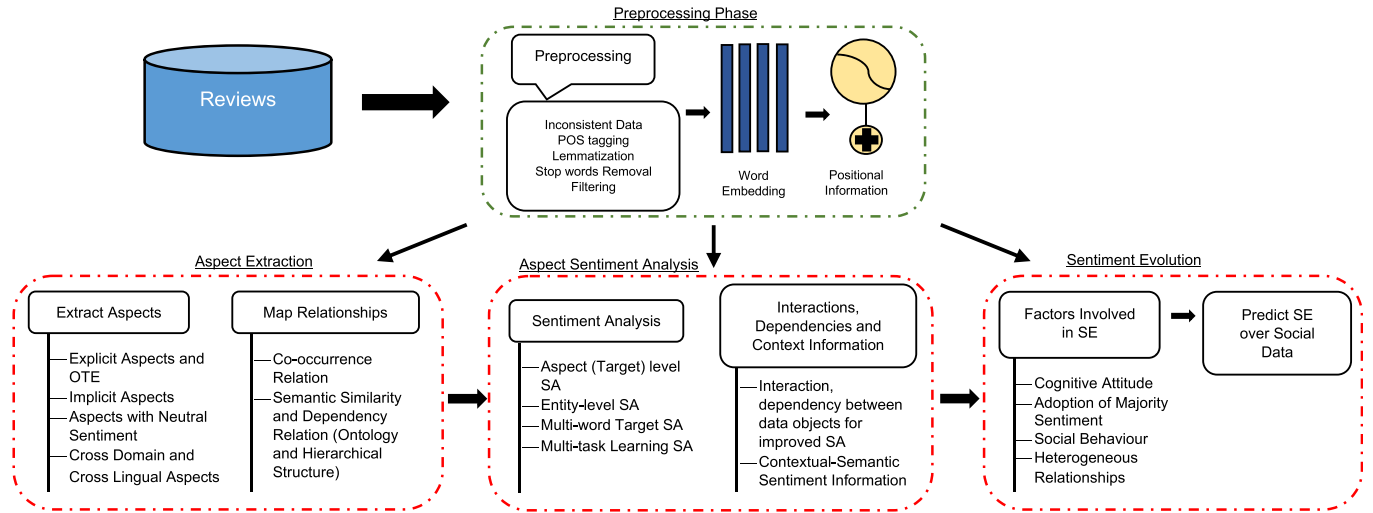 Preprocessing Phase
Reviews
Preprocessing
Inconsistent Data
POS tagging
Lemmatization
Stop words Removal
Filtering
Word
Embedding
Positional
Information
Aspect Extraction
Extract Aspects
Explicit Aspects and
OTE
Implicit Aspects
Aspects with Neutral
Sentiment
Cross Domain and
Cross Lingual Aspects
Map Relationships
Co-occurrence
Relation
Semantic Similarity
and Dependency
Relation (Ontology
and Hierarchical
Structure)
Aspect Sentiment Analysis
Sentiment Analysis
Aspect (Target) level
SA
Entity-level SA
Multi-word Target SA
Multi-task Learning SA
Interactions,
Dependencies and
Context Information
Interaction,
dependency between
data objects for
improved SA
Contextual-Semantic
Sentiment Information
Sentiment Evolution
Factors Involved
in SE
Cognitive Attitude
Adoption of Majority
Sentiment
Social Behaviour
Heterogeneous
Relationships
Predict SE
over Social
Data